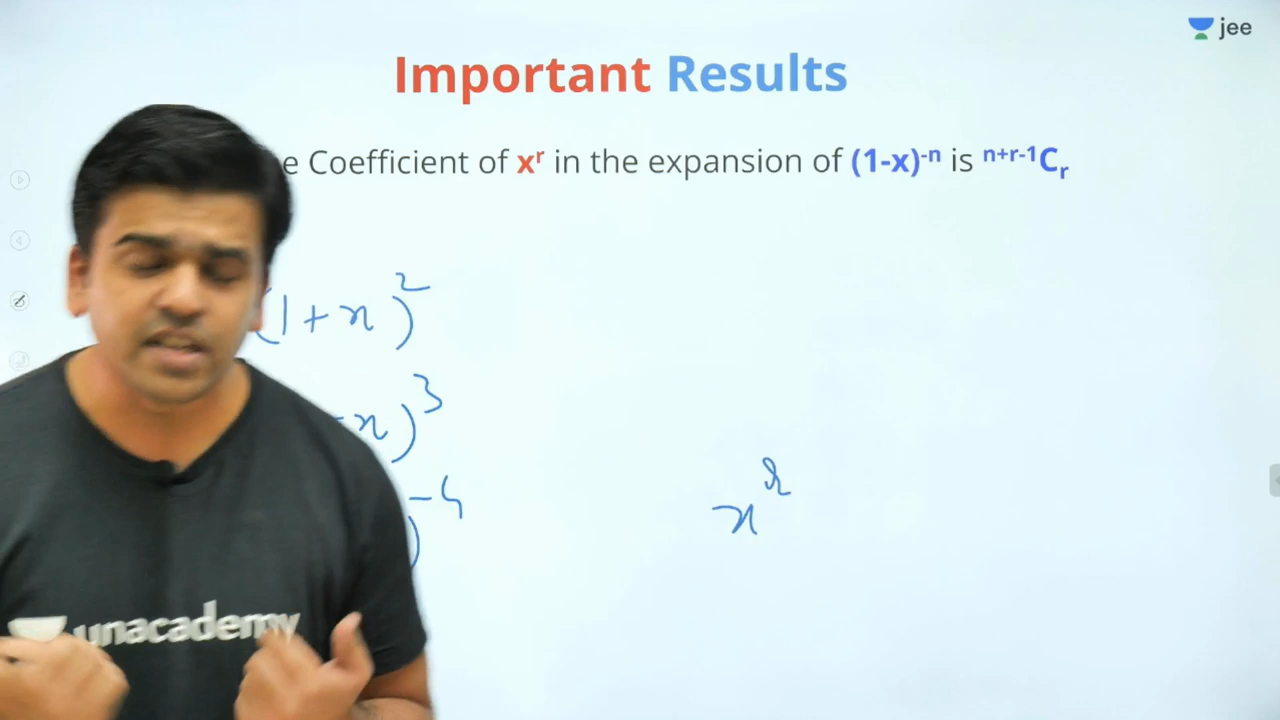 jee
Important Results
e Coefficient of xʳ in the expansion of (1-x)⁻ⁿ is ⁿ⁺ʳ⁻¹Cᵣ
(1+x)²
x)³
)⁻⁴
xʳ
unacademy